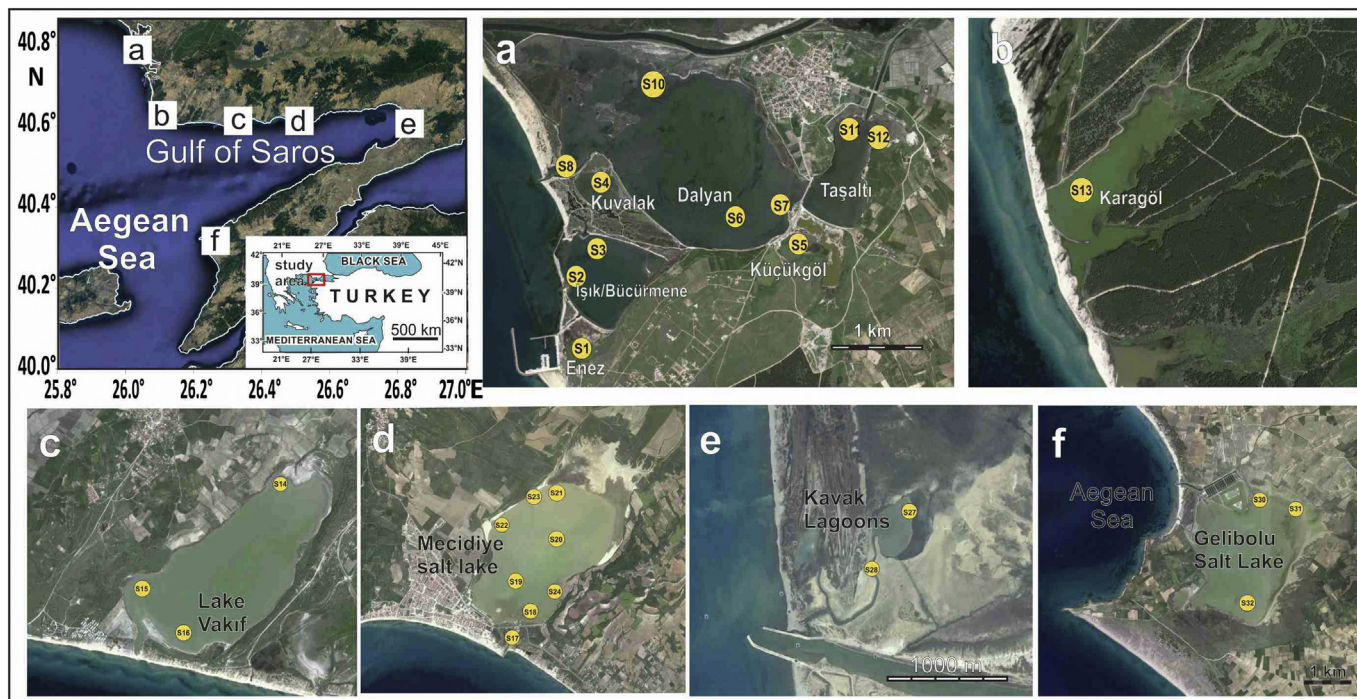 40.8°
N
40.6°
40.4°
40.2°
40.0°
25.8
26.0
26.2
26.4
26.6
26.8
27.0
E
a
b
c
d
e
f
Gulf of Saros
Aegean
Sea
21°E
27°E
33°E
39°E
45°E
42°
39°
36°
33°
42°N
39°N
36°N
33°N
study
area
BLACK SEA
TURKEY
500 km
MEDITERRANEAN SEA
21°E
27°E
33°E
39°E
a
S10
S11
S12
S8
S4
Kuvalak
Dalyan
S7
Taşaltı
S6
S3
S5
Küçükgöl
S2
Işık/Bücürmene
1 km
S1
Enez
b
S13
Karagöl
c
S14
S15
Lake
Vakıf
S16
d
S23
S21
S22
Mecidiye
salt lake
S20
S19
S24
S18
S17
e
Kavak
Lagoons
S27
S28
1000 m
f
Aegean
Sea
S30
S31
Gelibolu
Salt Lake
S32
1 km